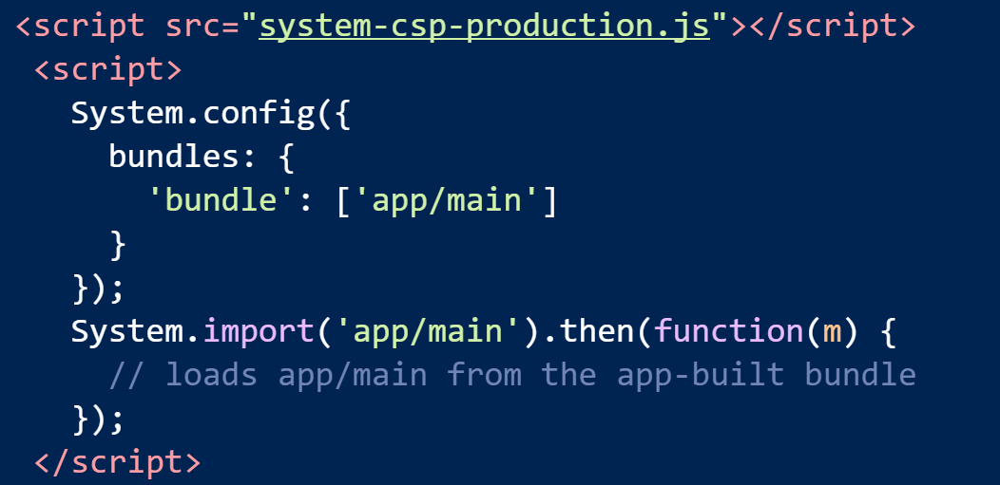 <script src="system-csp-production.js"></script>
<script>
System.config({
bundles: {
'bundle': ['app/main']
}
});
System.import('app/main').then(function(m) {
// loads app/main from the app-built bundle
});
</script>